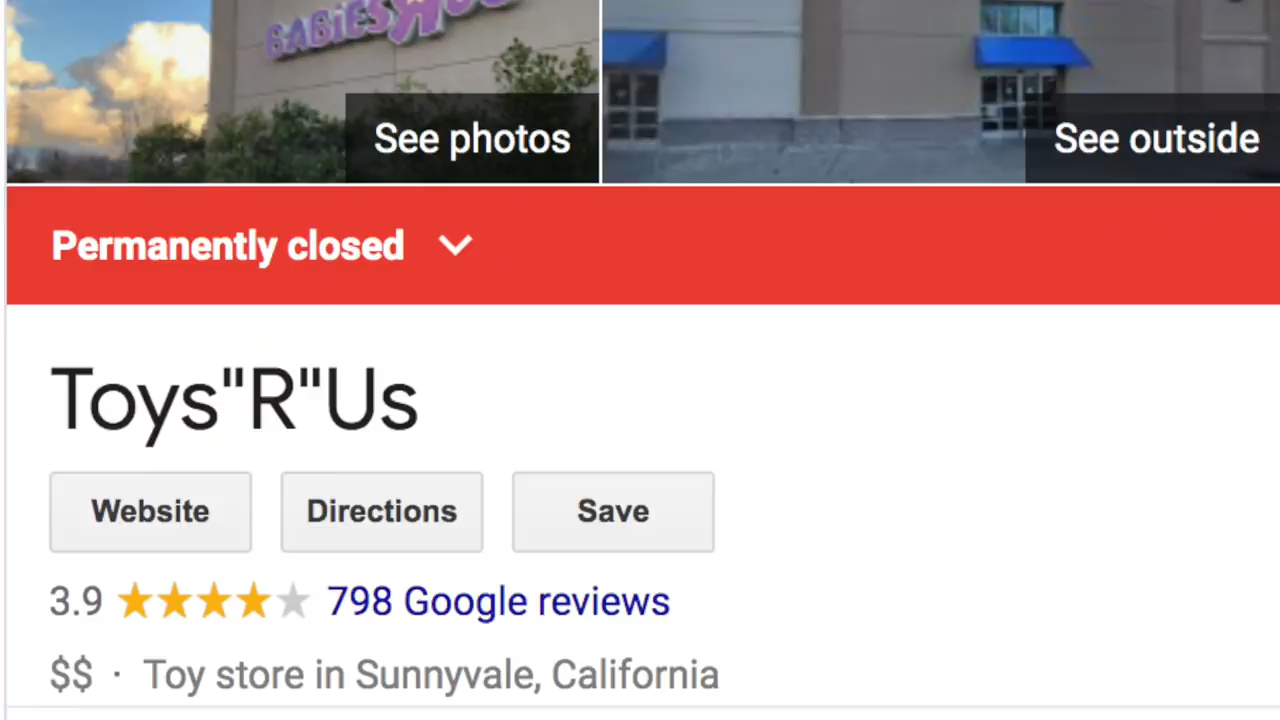 BABIESRUS
See photos
See outside
Permanently closed
Toys"R"Us
Website
Directions
Save
3.9
798 Google reviews
$$ · Toy store in Sunnyvale, California